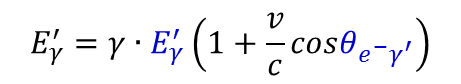 E'_γ = γ · E'_γ (1 + v/c cosθ_{e⁻γ'})